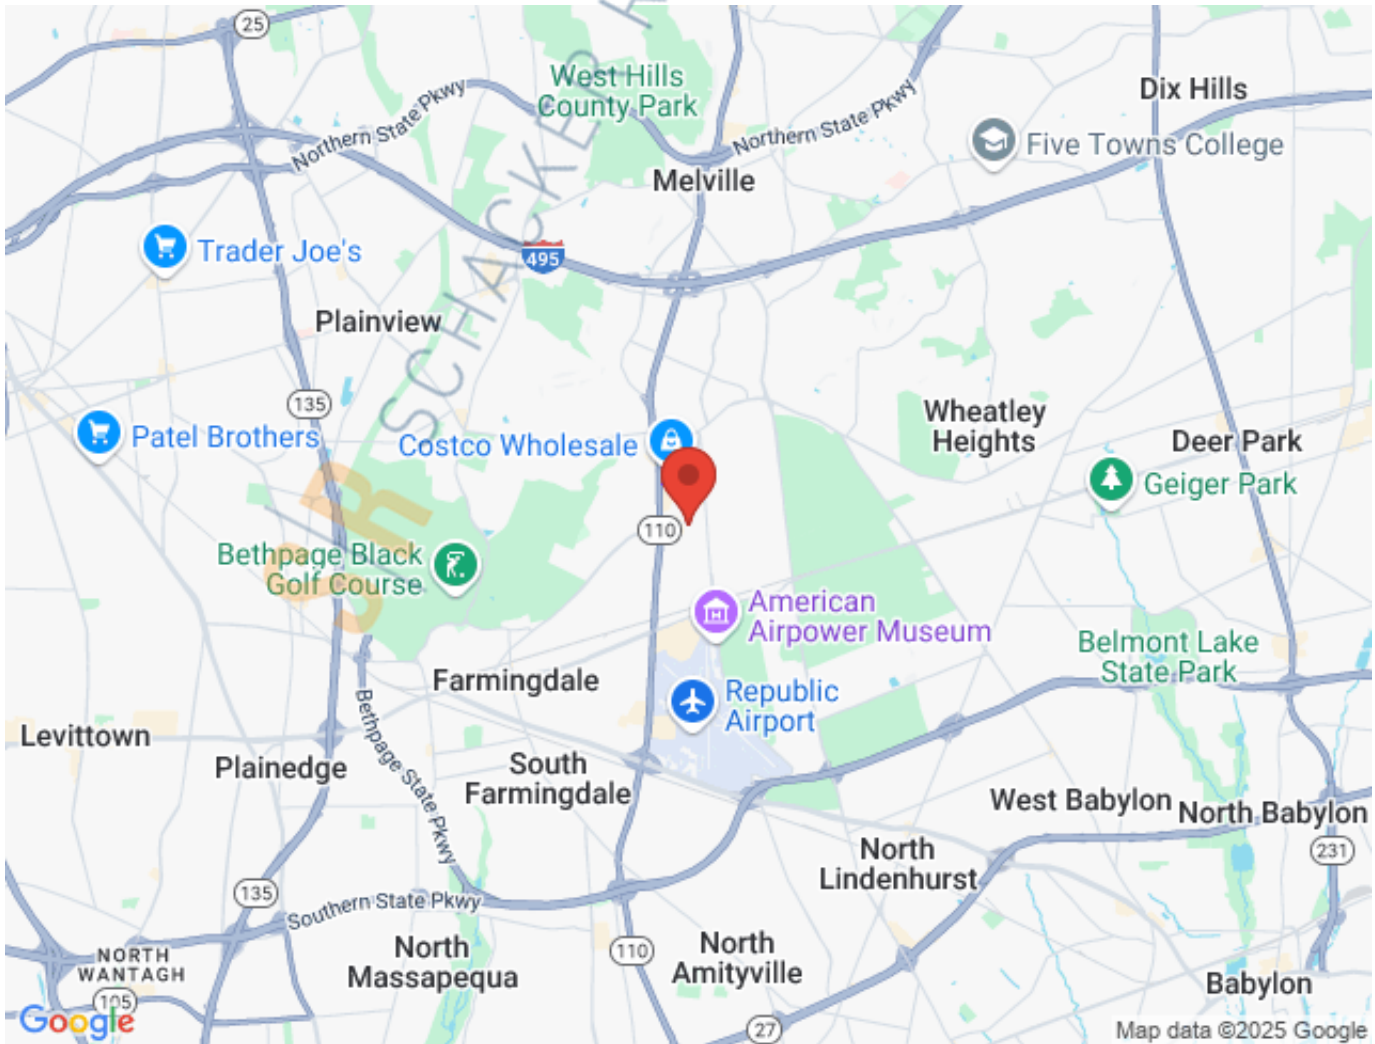 25
West Hills
County Park
Dix Hills
Northern State Pkwy
Northern State Pkwy
Five Towns College
Melville
Trader Joe's
495
Plainview
SCHACKER
135
Wheatley
Heights
Patel Brothers
Costco Wholesale
Deer Park
Geiger Park
SR
110
Bethpage Black
Golf Course
American
Airpower Museum
Belmont Lake
State Park
Farmingdale
Republic
Airport
Bethpage State Pkwy
Levittown
Plainedge
South
Farmingdale
West Babylon
North Babylon
North
Lindenhurst
231
135
Southern State Pkwy
North
Massapequa
110
North
Amityville
NORTH
WANTAGH
105
Babylon
27
Google
Map data ©2025 Google